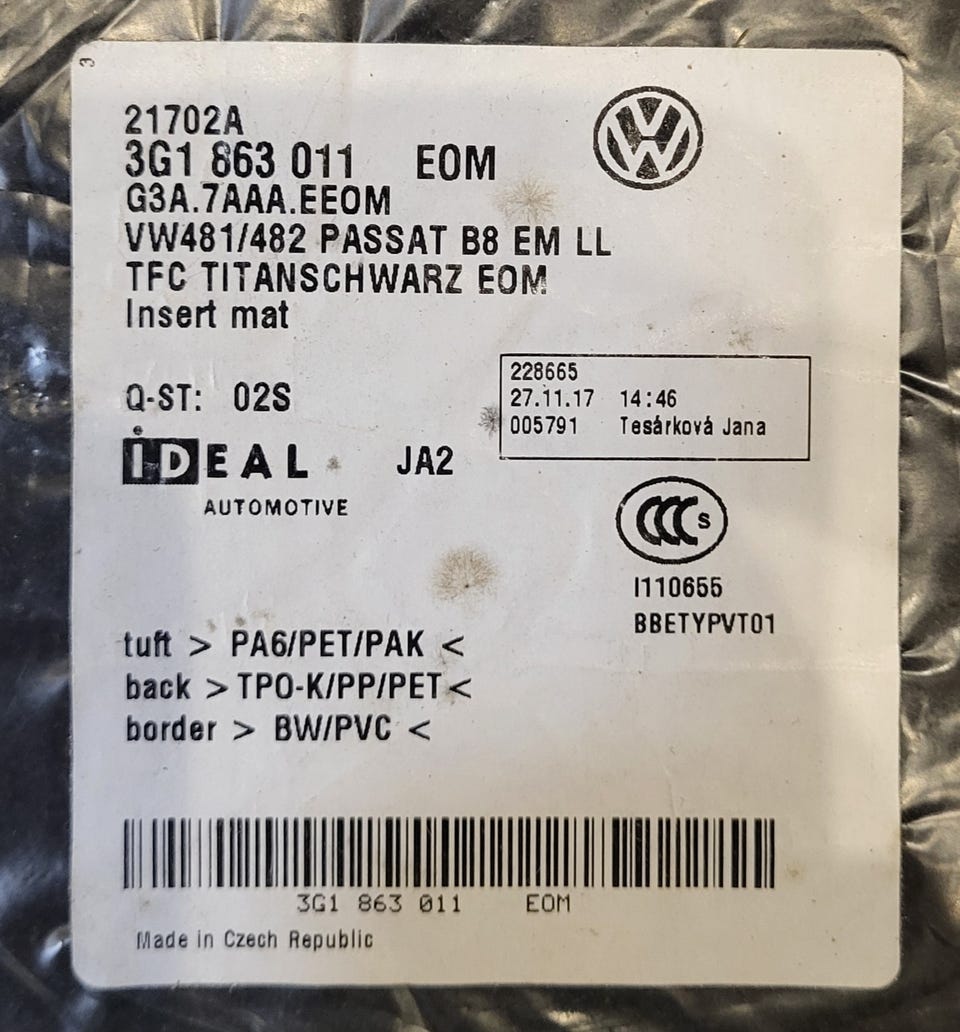 3
21702A
3G1 863 011 EOM
G3A.7AAA.EEOM
VW481/482 PASSAT B8 EM LL
TFC TITANSCHWARZ EOM
Insert mat
228665
27.11.17 14:46
005791 Tesárková Jana
Q-ST: 02S
iDEAL JA2
AUTOMOTIVE
CCC S
I110655
BBETYPVT01
tuft > PA6/PET/PAK <
back > TPO-K/PP/PET <
border > BW/PVC <
3G1 863 011 EOM
Made in Czech Republic